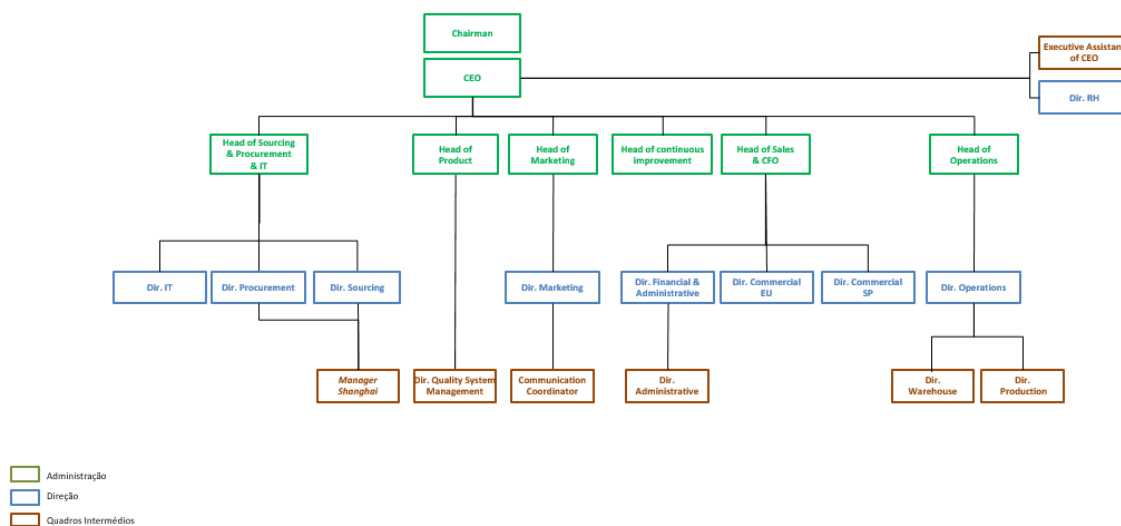 Chairman
Executive Assistan
of CEO
CEO
Dir. RH
Head of Sourcing
& Procurement
& IT
Head of
Product
Head of
Marketing
Head of continuous
improvement
Head of Sales
& CFO
Head of
Operations
Dir. IT
Dir. Procurement
Dir. Sourcing
Dir. Marketing
Dir. Financial &
Administrative
Dir. Commercial
EU
Dir. Commercial
SP
Dir. Operations
Manager
Shanghai
Dir. Quality System
Management
Communication
Coordinator
Dir.
Administrative
Dir.
Warehouse
Dir.
Production
Administração
Direção
Quadros Intermédios